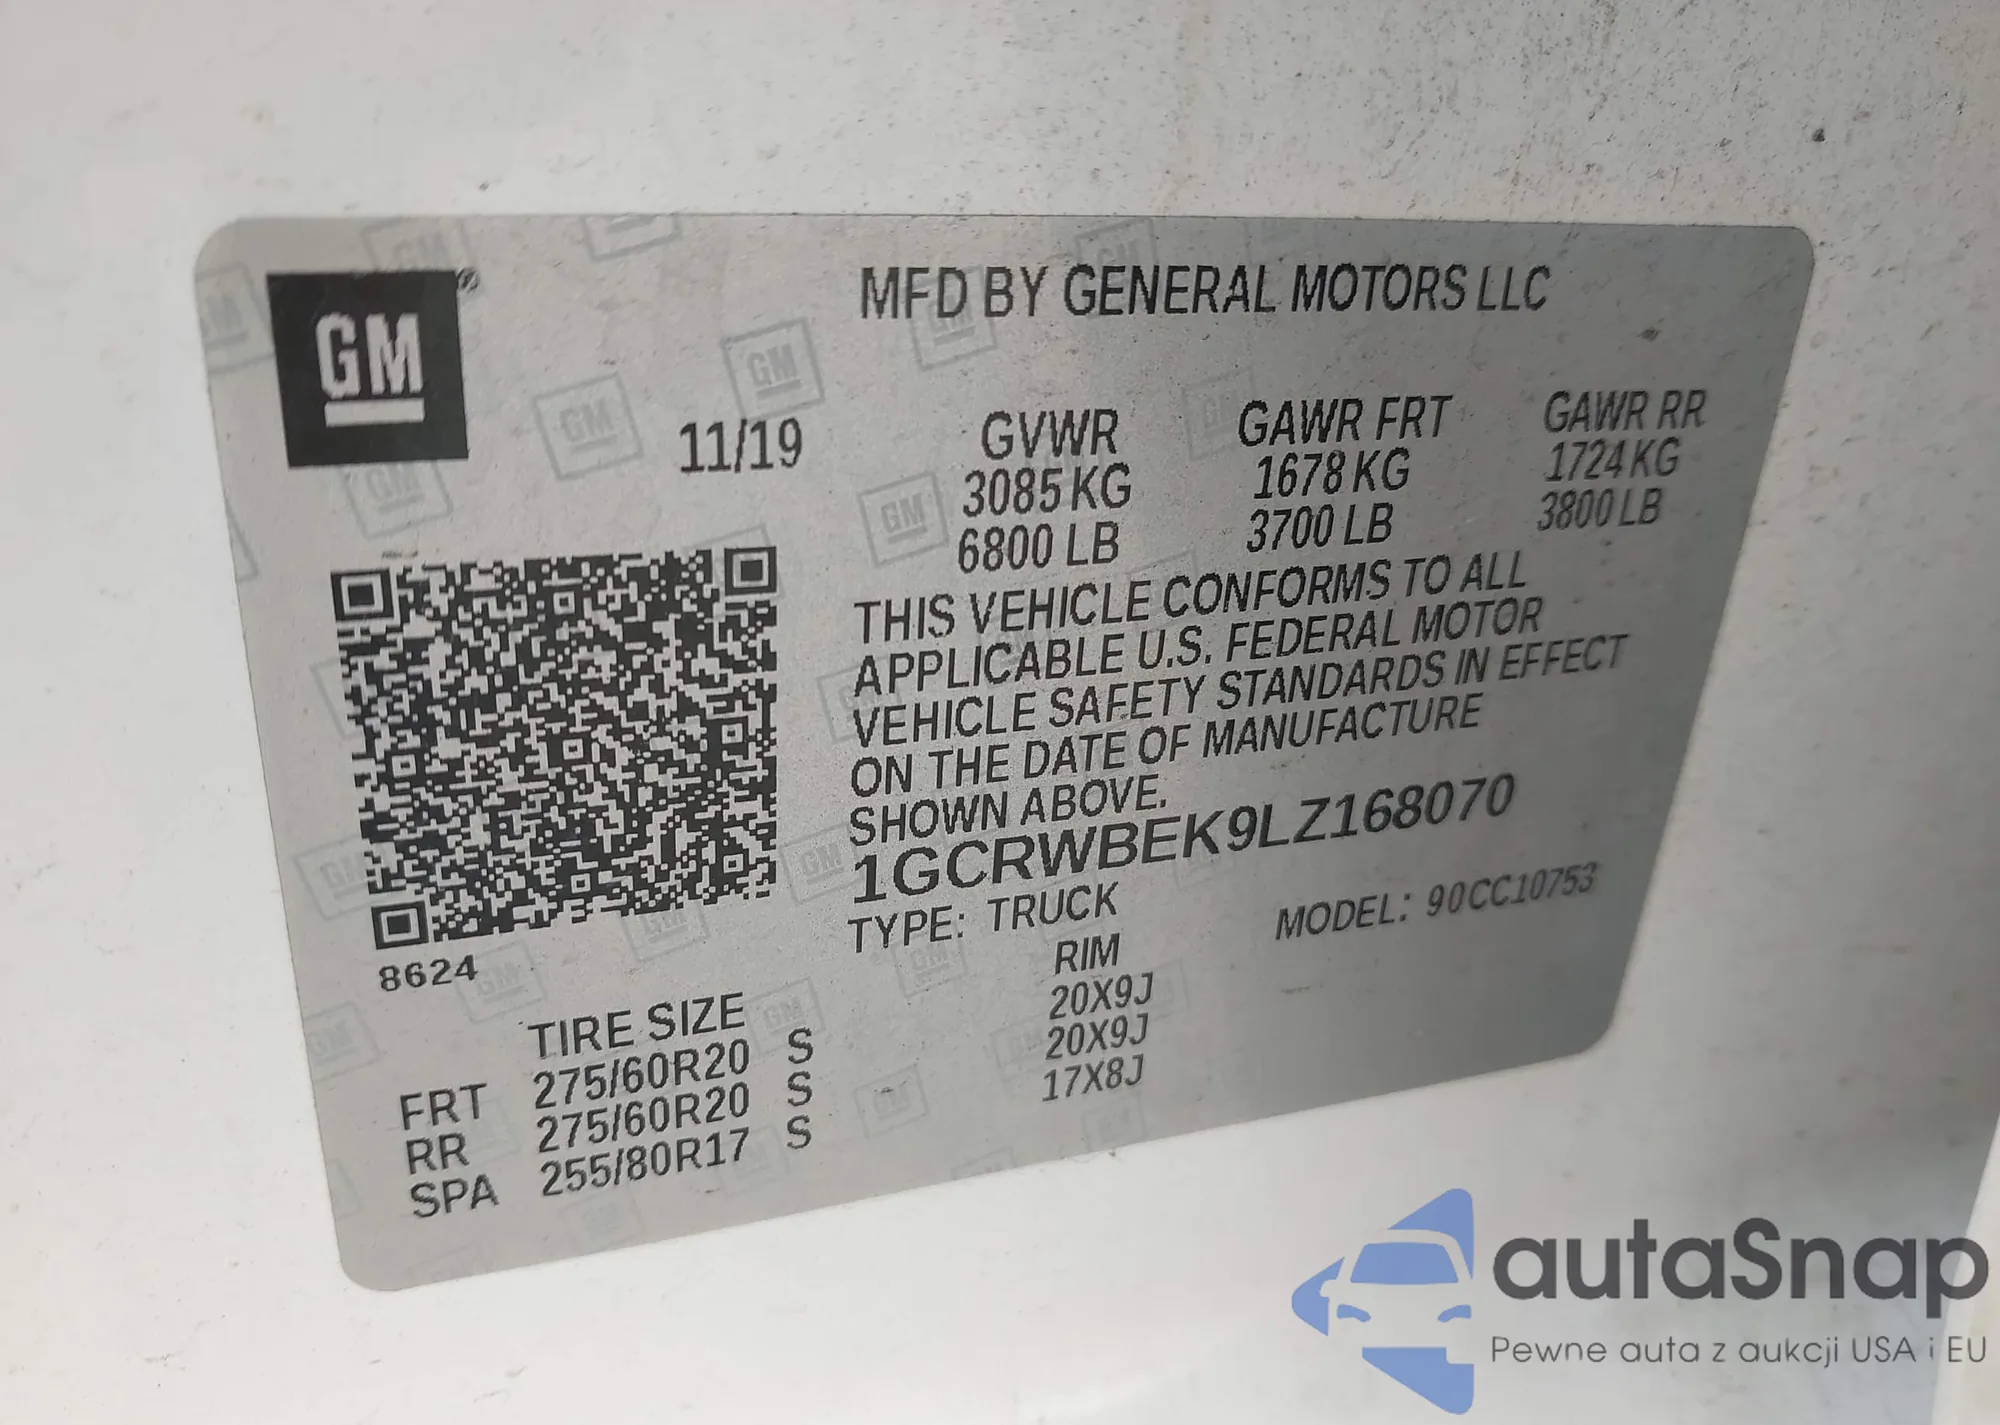 GM®
MFD BY GENERAL MOTORS LLC
11/19
GVWR GAWR FRT GAWR RR
3085 KG 1678 KG 1724 KG
6800 LB 3700 LB 3800 LB
THIS VEHICLE CONFORMS TO ALL
APPLICABLE U.S. FEDERAL MOTOR
VEHICLE SAFETY STANDARDS IN EFFECT
ON THE DATE OF MANUFACTURE
SHOWN ABOVE.
1GCRWBEK9LZ168070
TYPE: TRUCK MODEL: 90CC10753
8624
TIRE SIZE RIM
FRT 275/60R20 S 20X9J
RR 275/60R20 S 20X9J
SPA 255/80R17 S 17X8J
autaSnap
Pewne auta z aukcji USA i EU